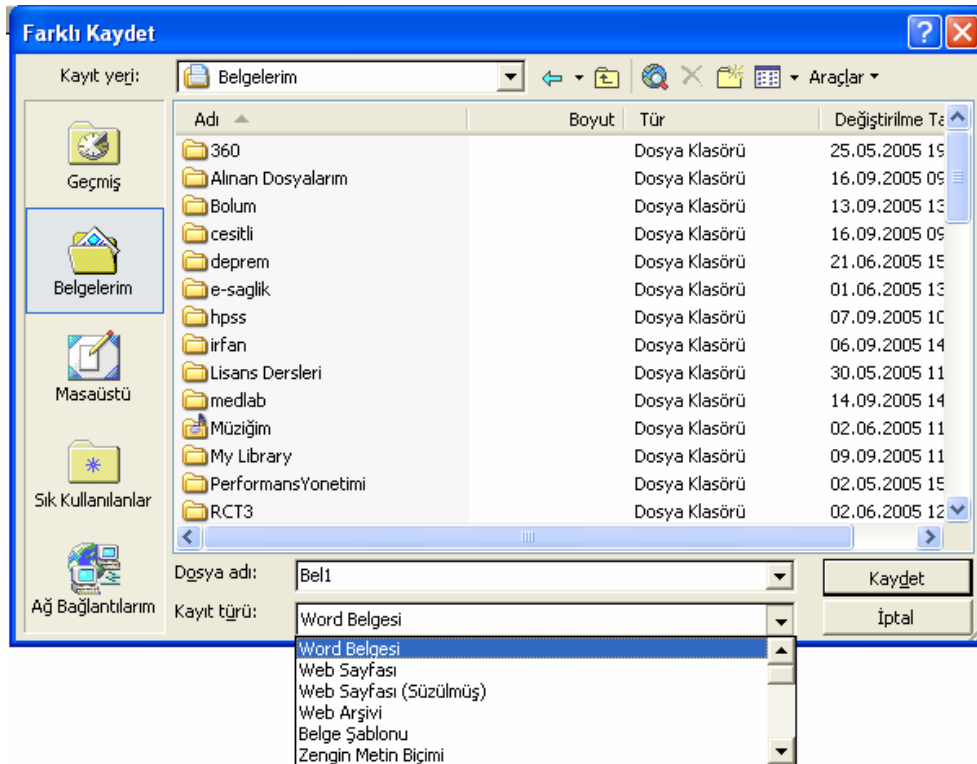 Farklı Kaydet
Kayıt yeri:
Belgelerim
Araçlar
Geçmiş
Belgelerim
Masaüstü
Sık Kullanılanlar
Ağ Bağlantılarım
Adı Boyut Tür Değiştirilme Ta
360 Dosya Klasörü 25.05.2005 19
Alınan Dosyalarım Dosya Klasörü 16.09.2005 09
Bolum Dosya Klasörü 13.09.2005 13
cesitli Dosya Klasörü 16.09.2005 09
deprem Dosya Klasörü 21.06.2005 15
e-saglik Dosya Klasörü 01.06.2005 13
hpss Dosya Klasörü 07.09.2005 10
irfan Dosya Klasörü 06.09.2005 14
Lisans Dersleri Dosya Klasörü 30.05.2005 11
medlab Dosya Klasörü 14.09.2005 14
Müziğim Dosya Klasörü 02.06.2005 11
My Library Dosya Klasörü 09.09.2005 11
PerformansYonetimi Dosya Klasörü 02.05.2005 15
RCT3 Dosya Klasörü 02.06.2005 12
Dosya adı: Bel1 Kaydet
Kayıt türü: Word Belgesi İptal
Word Belgesi
Web Sayfası
Web Sayfası (Süzülmüş)
Web Arşivi
Belge Şablonu
Zengin Metin Biçimi